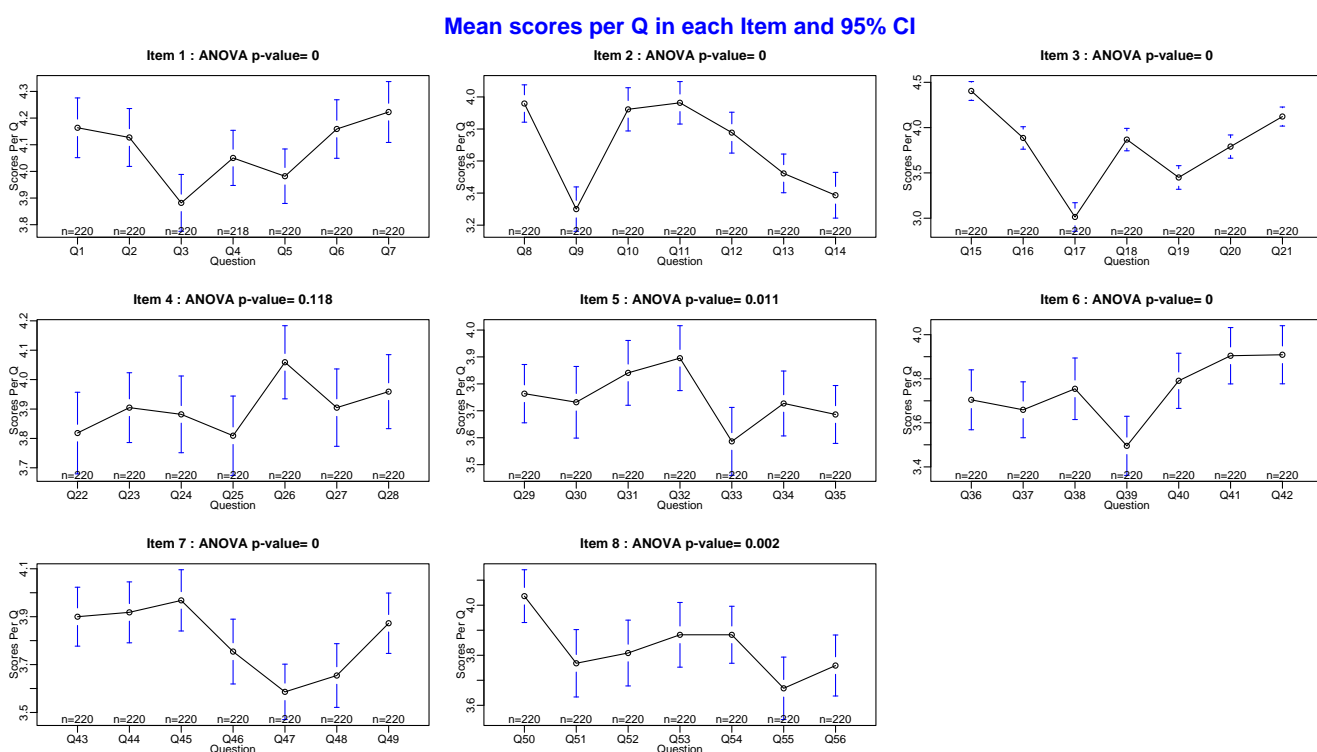 Mean scores per Q in each Item and 95% CI
Item 1 : ANOVA p-value= 0
Scores Per Q
3.8 3.9 4.0 4.1 4.2 4.3
n=220 n=220 n=220 n=218 n=220 n=220 n=220
Q1 Q2 Q3 Q4 Q5 Q6 Q7
Question
Item 2 : ANOVA p-value= 0
Scores Per Q
3.2 3.4 3.6 3.8 4.0
n=220 n=220 n=220 n=220 n=220 n=220 n=220
Q8 Q9 Q10 Q11 Q12 Q13 Q14
Question
Item 3 : ANOVA p-value= 0
Scores Per Q
3.0 3.5 4.0 4.5
n=220 n=220 n=220 n=220 n=220 n=220 n=220
Q15 Q16 Q17 Q18 Q19 Q20 Q21
Question
Item 4 : ANOVA p-value= 0.118
Scores Per Q
3.7 3.8 3.9 4.0 4.1 4.2
n=220 n=220 n=220 n=220 n=220 n=220 n=220
Q22 Q23 Q24 Q25 Q26 Q27 Q28
Question
Item 5 : ANOVA p-value= 0.011
Scores Per Q
3.5 3.6 3.7 3.8 3.9 4.0
n=220 n=220 n=220 n=220 n=220 n=220 n=220
Q29 Q30 Q31 Q32 Q33 Q34 Q35
Question
Item 6 : ANOVA p-value= 0
Scores Per Q
3.4 3.6 3.8 4.0
n=220 n=220 n=220 n=220 n=220 n=220 n=220
Q36 Q37 Q38 Q39 Q40 Q41 Q42
Question
Item 7 : ANOVA p-value= 0
Scores Per Q
3.5 3.7 3.9 4.1
n=220 n=220 n=220 n=220 n=220 n=220 n=220
Q43 Q44 Q45 Q46 Q47 Q48 Q49
Question
Item 8 : ANOVA p-value= 0.002
Scores Per Q
3.6 3.8 4.0
n=220 n=220 n=220 n=220 n=220 n=220 n=220
Q50 Q51 Q52 Q53 Q54 Q55 Q56
Question